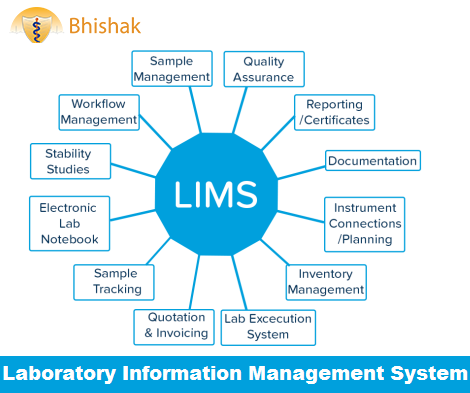 Bhishak
Sample
Management
Quality
Assurance
Workflow
Management
Reporting
/Certificates
Stability
Studies
Documentation
LIMS
Electronic
Lab
Notebook
Instrument
Connections
/Planning
Sample
Tracking
Inventory
Management
Quotation
& Invoicing
Lab Excecution
System
Laboratory Information Management System